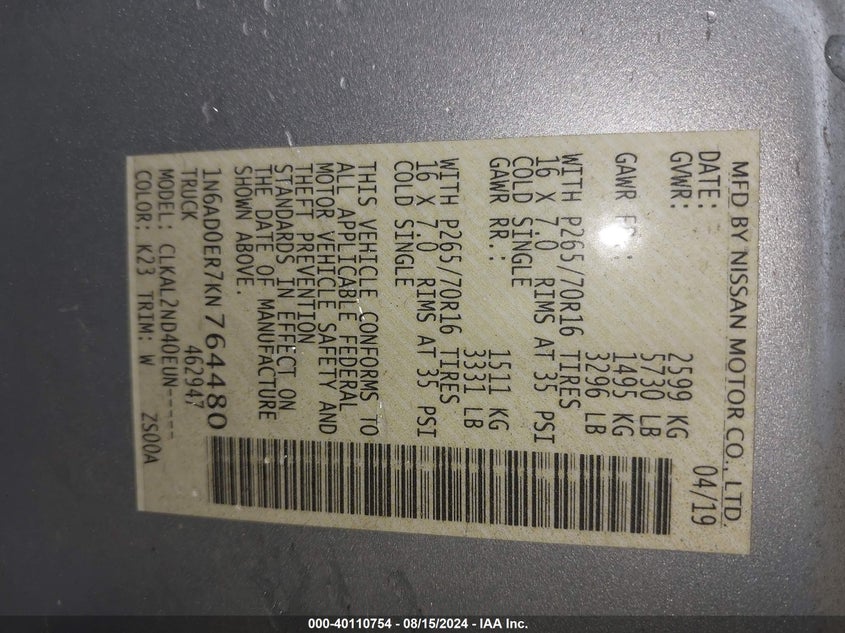 MFD BY NISSAN MOTOR CO., LTD.
DATE: 04/19
GVWR: 2599 KG
5730 LB
GAWR 1495 KG
3296 LB
WITH P265/70R16 TIRES
16 X 7.0 RIMS AT 35 PSI
COLD SINGLE
GAWR RR.: 1511 KG
3331 LB
WITH P265/70R16 TIRES
16 X 7.0 RIMS AT 35 PSI
COLD SINGLE
THIS VEHICLE CONFORMS TO
ALL APPLICABLE FEDERAL
MOTOR VEHICLE SAFETY AND
THEFT PREVENTION
STANDARDS IN EFFECT ON
THE DATE OF MANUFACTURE
SHOWN ABOVE.
1N6AD0ER7KN764480
TRUCK 462947
MODEL: CLKAL2ND40EUN-----
COLOR: K23 TRIM: W ZS00A
000-40110754 - 08/15/2024 - IAA Inc.